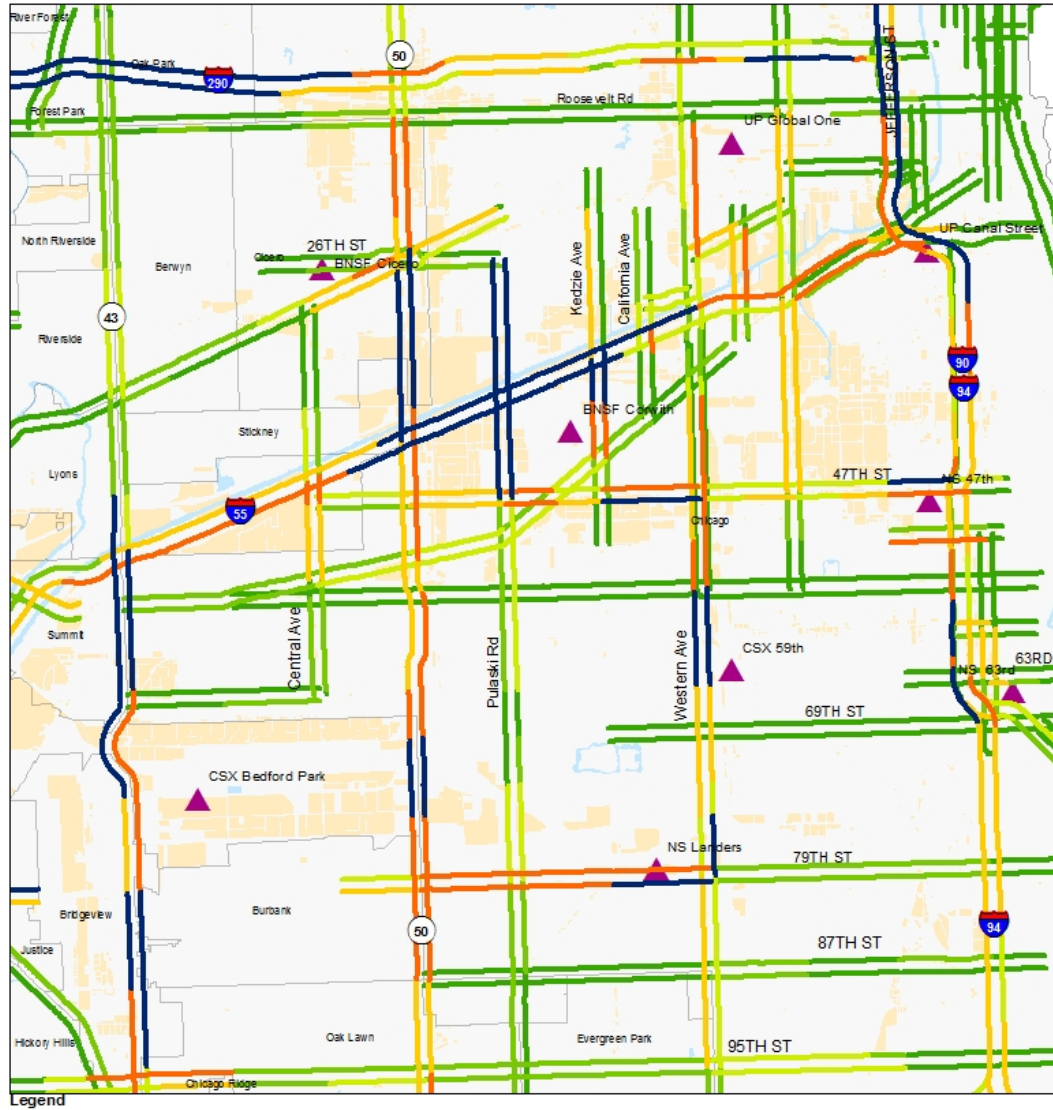 River Forest
Oak Park
290
50
JEFFERSON ST
Forest Park
Roosevelt Rd
UP Global One
North Riverside
Berwyn
26TH ST
Cicero
BNSF Cicero
Kedzie Ave
California Ave
UP Canal Street
43
Riverside
90
94
Stickney
BNSF Corwith
Lyons
47TH ST
NS 47th
55
Chicago
Summit
Central Ave
Pulaski Rd
Western Ave
CSX 59th
NS 63rd
63RD
69TH ST
CSX Bedford Park
NS Landers
79TH ST
Bridgeview
Burbank
50
94
Justice
87TH ST
Hickory Hills
Oak Lawn
Evergreen Park
95TH ST
Chicago Ridge
Legend